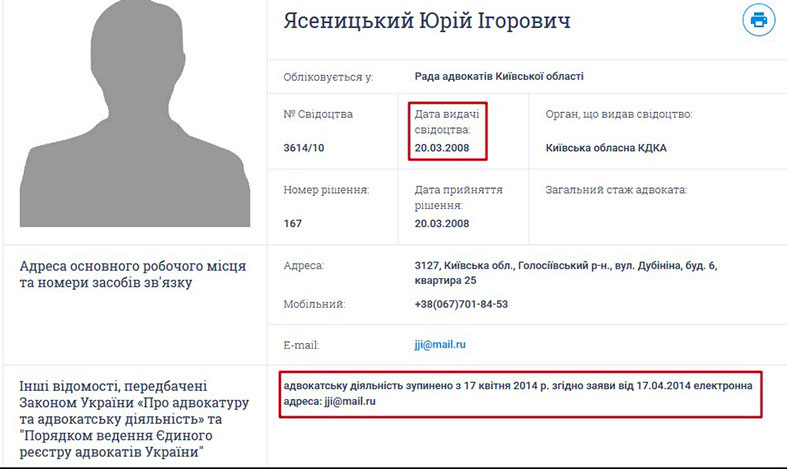 Ясеницький Юрій Ігорович
Обліковується у:
Рада адвокатів Київської області
№ Свідоцтва
3614/10
Дата видачі
свідоцтва:
20.03.2008
Орган, що видав свідоцтво:
Київська обласна КДКА
Номер рішення:
167
Дата прийняття
рішення:
20.03.2008
Загальний стаж адвоката:
Адреса основного робочого місця
та номери засобів зв'язку
Адреса:
3127, Київська обл., Голосіївський р-н., вул. Дубініна, буд. 6,
квартира 25
Мобільний:
+38(067)701-84-53
E-mail:
jji@mail.ru
Інші відомості, передбачені
Законом України «Про адвокатуру
та адвокатську діяльність» та
"Порядком ведення Єдиного
реєстру адвокатів України"
адвокатську діяльність зупинено з 17 квітня 2014 р. згідно заяви від 17.04.2014 електронна
адреса: jji@mail.ru